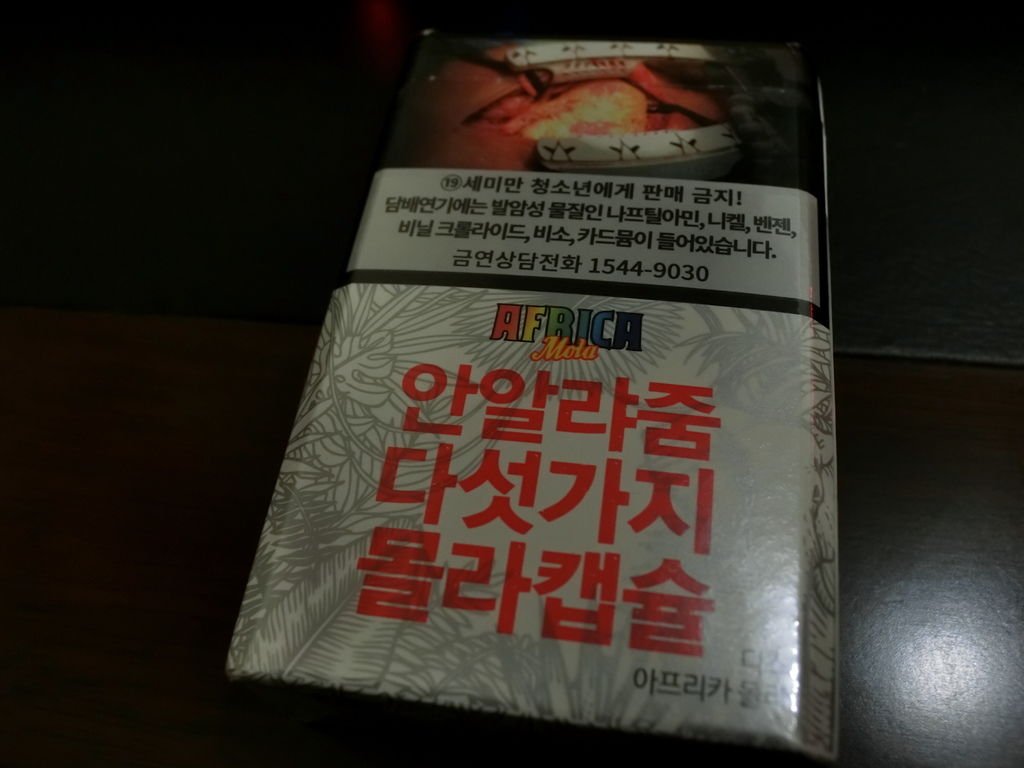 ⑲세미만 청소년에게 판매 금지!
담배연기에는 발암성 물질인 나프틸아민, 니켈, 벤젠,
비닐 크롤라이드, 비소, 카드뮴이 들어있습니다.
금연상담전화 1544-9030
AFRICA
Mola
안알랴줌
다섯가지
몰라캡슐
아프리카